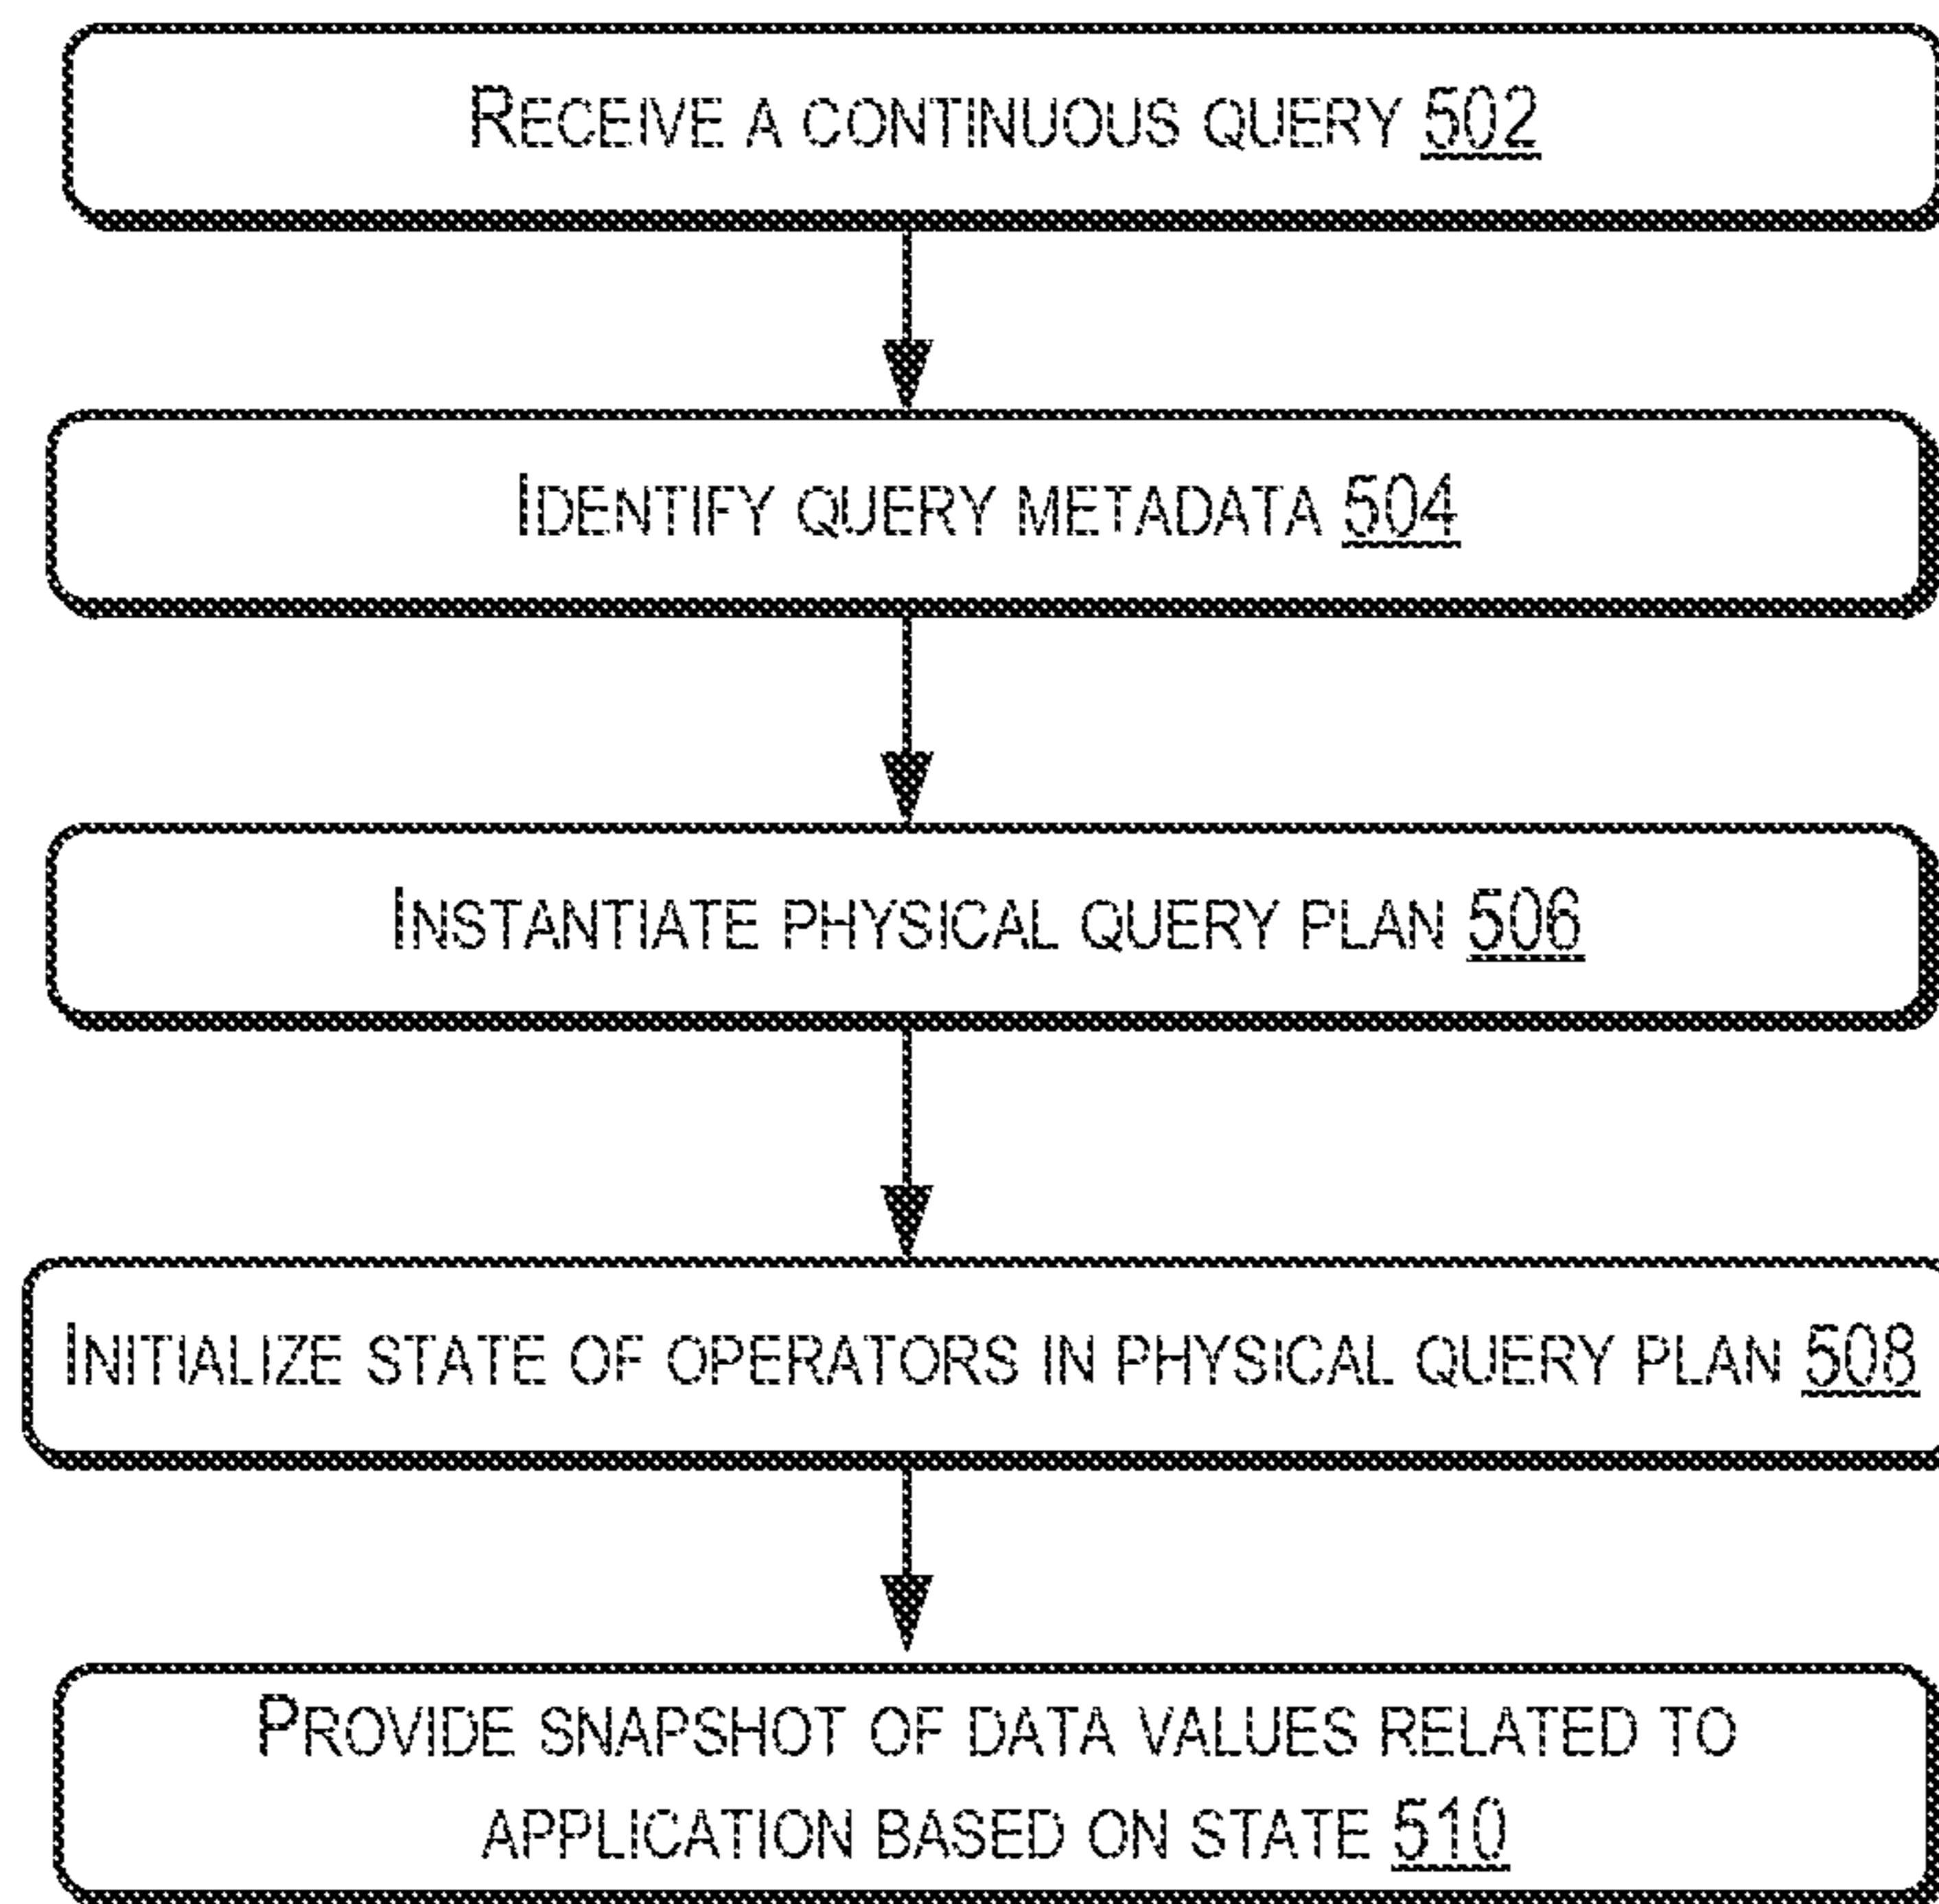 RECEIVE A CONTINUOUS QUERY 502
IDENTIFY QUERY METADATA 504
INSTANTIATE PHYSICAL QUERY PLAN 506
INITIALIZE STATE OF OPERATORS IN PHYSICAL QUERY PLAN 508
PROVIDE SNAPSHOT OF DATA VALUES RELATED TO
APPLICATION BASED ON STATE 510